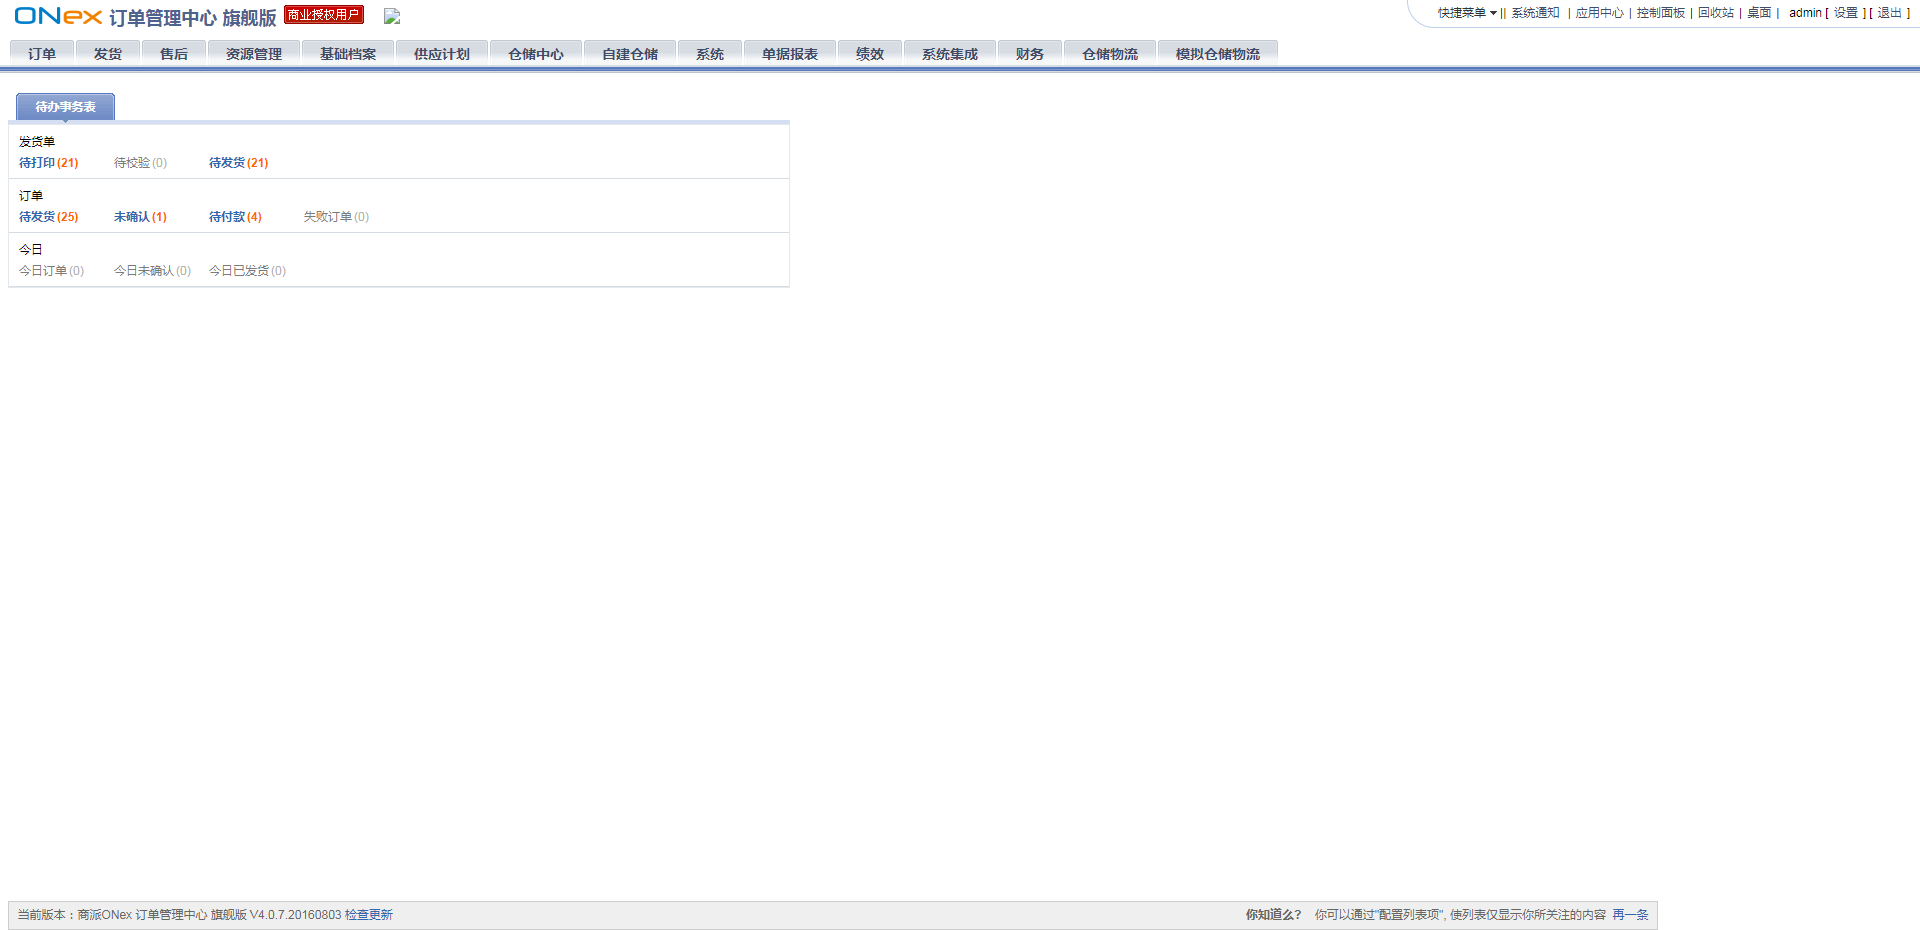 ONex 订单管理中心 旗舰版 商业授权用户
快捷菜单 || 系统通知 | 应用中心 | 控制面板 | 回收站 | 桌面 | admin [ 设置 ] [ 退出 ]
订单 发货 售后 资源管理 基础档案 供应计划 仓储中心 自建仓储 系统 单据报表 绩效 系统集成 财务 仓储物流 模拟仓储物流
待办事务表
发货单
待打印(21) 待校验(0) 待发货(21)
订单
待发货(25) 未确认(1) 待付款(4) 失败订单(0)
今日
今日订单(0) 今日未确认(0) 今日已发货(0)
当前版本：商派ONex 订单管理中心 旗舰版 V4.0.7.20160803 检查更新
你知道么？ 你可以通过"配置列表项", 使列表仅显示你所关注的内容 再一条